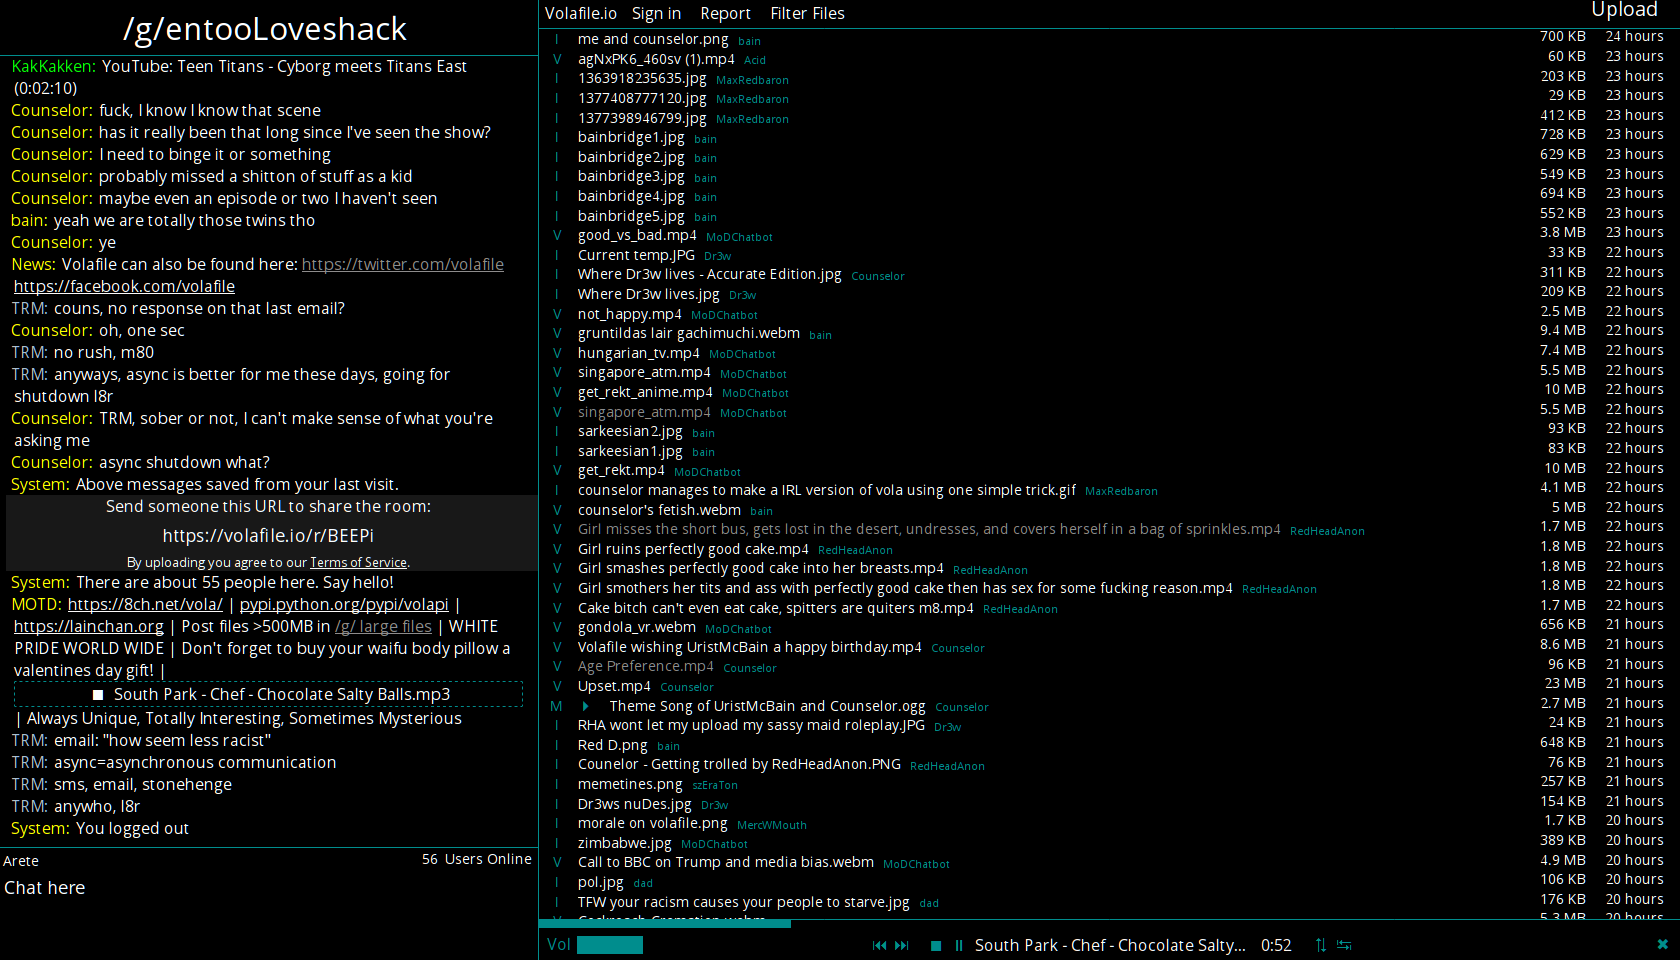 /g/entooLoveshack
KakKakken: YouTube: Teen Titans - Cyborg meets Titans East
(0:02:10)
Counselor: fuck, I know I know that scene
Counselor: has it really been that long since I've seen the show?
Counselor: I need to binge it or something
Counselor: probably missed a shitton of stuff as a kid
Counselor: maybe even an episode or two I haven't seen
bain: yeah we are totally those twins tho
Counselor: ye
News: Volafile can also be found here: https://twitter.com/volafile
https://facebook.com/volafile
TRM: couns, no response on that last email?
Counselor: oh, one sec
TRM: no rush, m80
TRM: anyways, async is better for me these days, going for
shutdown l8r
Counselor: TRM, sober or not, I can't make sense of what you're
asking me
Counselor: async shutdown what?
System: Above messages saved from your last visit.
Send someone this URL to share the room:
https://volafile.io/r/BEEPi
By uploading you agree to our Terms of Service.
System: There are about 55 people here. Say hello!
MOTD: https://8ch.net/vola/ | pypi.python.org/pypi/volapi |
https://lainchan.org | Post files >500MB in /g/ large files | WHITE
PRIDE WORLD WIDE | Don't forget to buy your waifu body pillow a
valentines day gift! |
South Park - Chef - Chocolate Salty Balls.mp3
| Always Unique, Totally Interesting, Sometimes Mysterious
TRM: email: "how seem less racist"
TRM: async=asynchronous communication
TRM: sms, email, stonehenge
TRM: anywho, l8r
System: You logged out
Arete 56 Users Online
Chat here
Volafile.io Sign in Report Filter Files Upload
I me and counselor.png bain 700 KB 24 hours
V agNxPK6_460sv (1).mp4 Acid 60 KB 23 hours
I 1363918235635.jpg MaxRedbaron 203 KB 23 hours
I 1377408777120.jpg MaxRedbaron 29 KB 23 hours
I 1377398946799.jpg MaxRedbaron 412 KB 23 hours
I bainbridge1.jpg bain 728 KB 23 hours
I bainbridge2.jpg bain 629 KB 23 hours
I bainbridge3.jpg bain 549 KB 23 hours
I bainbridge4.jpg bain 694 KB 23 hours
I bainbridge5.jpg bain 552 KB 23 hours
V good_vs_bad.mp4 MoDChatbot 3.8 MB 23 hours
I Current temp.JPG Dr3w 33 KB 22 hours
I Where Dr3w lives - Accurate Edition.jpg Counselor 311 KB 22 hours
I Where Dr3w lives.jpg Dr3w 209 KB 22 hours
V not_happy.mp4 MoDChatbot 2.5 MB 22 hours
V gruntildas lair gachimuchi.webm bain 9.4 MB 22 hours
V hungarian_tv.mp4 MoDChatbot 7.4 MB 22 hours
V singapore_atm.mp4 MoDChatbot 5.5 MB 22 hours
V get_rekt_anime.mp4 MoDChatbot 10 MB 22 hours
V singapore_atm.mp4 MoDChatbot 5.5 MB 22 hours
I sarkeesian2.jpg bain 93 KB 22 hours
I sarkeesian1.jpg bain 83 KB 22 hours
V get_rekt.mp4 MoDChatbot 10 MB 22 hours
I counselor manages to make a IRL version of vola using one simple trick.gif MaxRedbaron 4.1 MB 22 hours
V counselor's fetish.webm bain 5 MB 22 hours
V Girl misses the short bus, gets lost in the desert, undresses, and covers herself in a bag of sprinkles.mp4 RedHeadAnon 1.7 MB 22 hours
V Girl ruins perfectly good cake.mp4 RedHeadAnon 1.8 MB 22 hours
V Girl smashes perfectly good cake into her breasts.mp4 RedHeadAnon 1.8 MB 22 hours
V Girl smothers her tits and ass with perfectly good cake then has sex for some fucking reason.mp4 RedHeadAnon 1.8 MB 22 hours
V Cake bitch can't even eat cake, spitters are quiters m8.mp4 RedHeadAnon 1.7 MB 22 hours
V gondola_vr.webm MoDChatbot 656 KB 21 hours
V Volafile wishing UristMcBain a happy birthday.mp4 Counselor 8.6 MB 21 hours
V Age Preference.mp4 Counselor 96 KB 21 hours
V Upset.mp4 Counselor 23 MB 21 hours
M Theme Song of UristMcBain and Counselor.ogg Counselor 2.7 MB 21 hours
I RHA wont let my upload my sassy maid roleplay.JPG Dr3w 24 KB 21 hours
I Red D.png bain 648 KB 21 hours
I Counelor - Getting trolled by RedHeadAnon.PNG RedHeadAnon 76 KB 21 hours
I memetines.png szEraTon 257 KB 21 hours
I Dr3ws nuDes.jpg Dr3w 154 KB 21 hours
I morale on volafile.png MercWMouth 1.7 KB 20 hours
I zimbabwe.jpg MoDChatbot 389 KB 20 hours
V Call to BBC on Trump and media bias.webm MoDChatbot 4.9 MB 20 hours
I pol.jpg dad 106 KB 20 hours
I TFW your racism causes your people to starve.jpg dad 176 KB 20 hours
V 5.3 MB 20 hours
Vol South Park - Chef - Chocolate Salty... 0:52